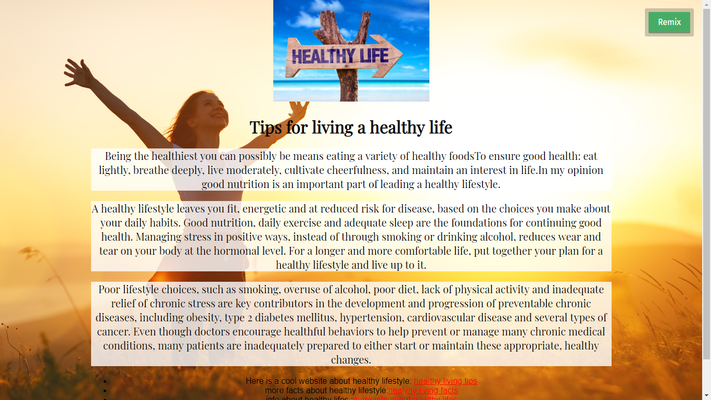 Remix
HEALTHY LIFE
Tips for living a healthy life
Being the healthiest you can possibly be means eating a variety of healthy foodsTo ensure good health: eat
lightly, breathe deeply, live moderately, cultivate cheerfulness, and maintain an interest in life.In my opinion
good nutrition is an important part of leading a healthy lifestyle.
A healthy lifestyle leaves you fit, energetic and at reduced risk for disease, based on the choices you make about
your daily habits. Good nutrition, daily exercise and adequate sleep are the foundations for continuing good
health. Managing stress in positive ways, instead of through smoking or drinking alcohol, reduces wear and
tear on your body at the hormonal level. For a longer and more comfortable life, put together your plan for a
healthy lifestyle and live up to it.
Poor lifestyle choices, such as smoking, overuse of alcohol, poor diet, lack of physical activity and inadequate
relief of chronic stress are key contributors in the development and progression of preventable chronic
diseases, including obesity, type 2 diabetes mellitus, hypertension, cardiovascular disease and several types of
cancer. Even though doctors encourage healthful behaviors to help prevent or manage many chronic medical
conditions, many patients are inadequately prepared to either start or maintain these appropriate, healthy
changes.
Here is a cool website about healthy lifestyle: healthy living tips
more facts about healthy lifestyle